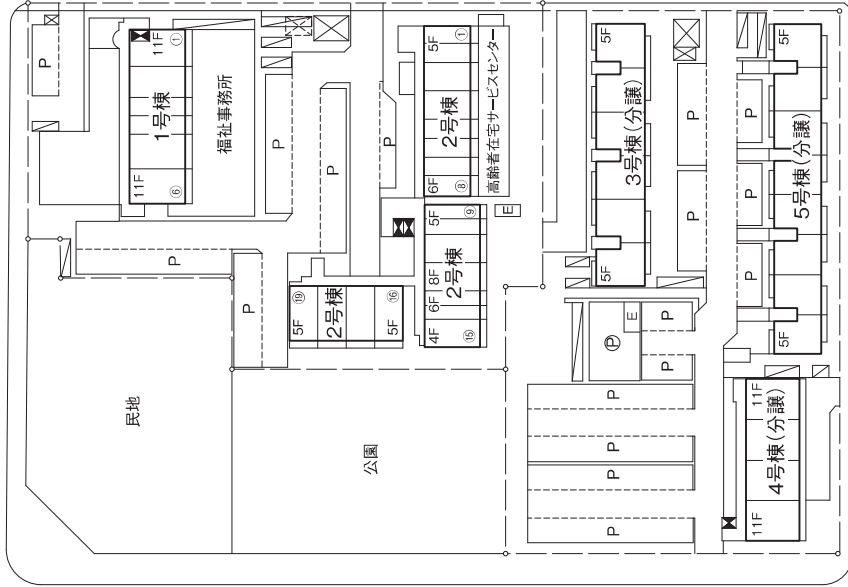 P
11F
①
1号棟
11F
⑥
福祉事務所
P
P
P
P
P
民地
公園
5F
①
2号棟
6F
⑧
高齢者在宅サービスセンター
5F
⑨
8F
2号棟
6F
4F
⑮
E
⑲
5F
2号棟
5F
⑯
5F
3号棟(分譲)
5F
P
P
P
P
P
Ⓟ
E
P
P
P
P
P
P
5F
5号棟(分譲)
5F
11F
4号棟(分譲)
11F